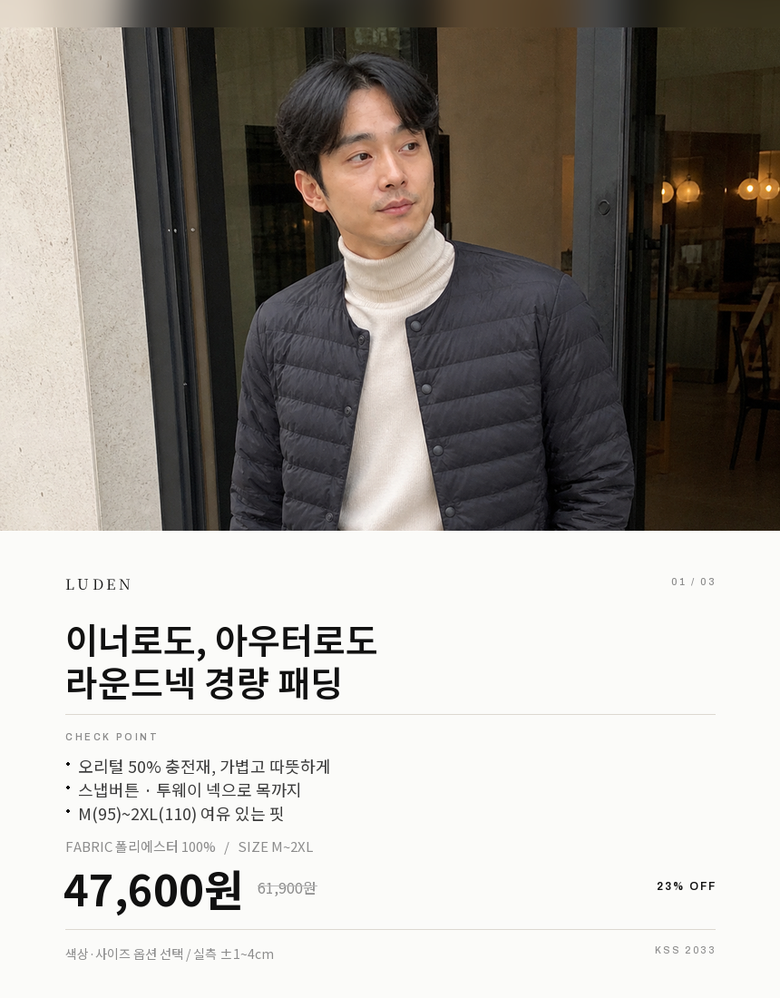 LUDEN
01 / 03
이너로도, 아우터로도
라운드넥 경량 패딩
CHECK POINT
• 오리털 50% 충전재, 가볍고 따뜻하게
• 스냅버튼 · 투웨이 넥으로 목까지
• M(95)~2XL(110) 여유 있는 핏
FABRIC 폴리에스터 100% / SIZE M~2XL
47,600원 61,900원
23% OFF
색상·사이즈 옵션 선택 / 실측 ±1~4cm
KSS 2033